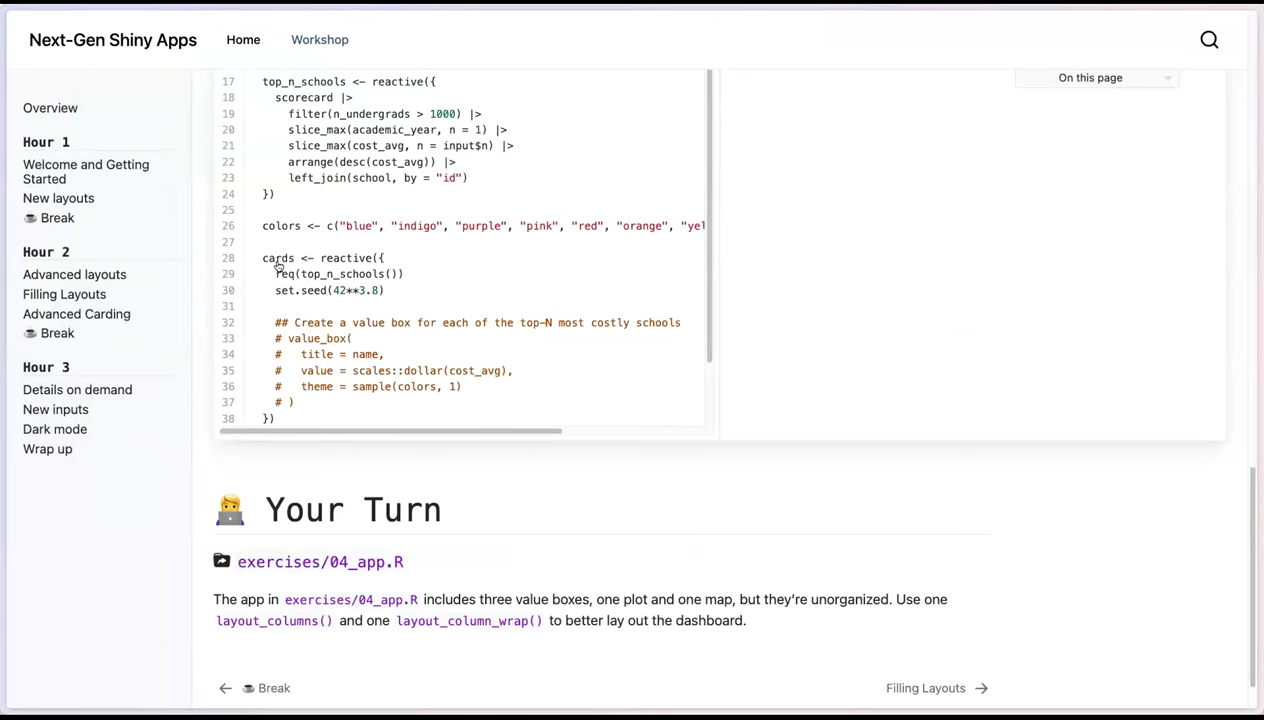 Next-Gen Shiny Apps
Home
Workshop
Overview
Hour 1
Welcome and Getting
Started
New layouts
☕ Break
Hour 2
Advanced layouts
Filling Layouts
Advanced Carding
☕ Break
Hour 3
Details on demand
New inputs
Dark mode
Wrap up
On this page
17 top_n_schools <- reactive({
18 scorecard |>
19 filter(n_undergrads > 1000) |>
20 slice_max(academic_year, n = 1) |>
21 slice_max(cost_avg, n = input$n) |>
22 arrange(desc(cost_avg)) |>
23 left_join(school, by = "id")
24 })
25
26 colors <- c("blue", "indigo", "purple", "pink", "red", "orange", "yel
27
28 cards <- reactive({
29 req(top_n_schools())
30 set.seed(42**3.8)
31
32 ## Create a value box for each of the top-N most costly schools
33 # value_box(
34 # title = name,
35 # value = scales::dollar(cost_avg),
36 # theme = sample(colors, 1)
37 # )
38 })
Your Turn
exercises/04_app.R
The app in exercises/04_app.R includes three value boxes, one plot and one map, but they're unorganized. Use one
layout_columns() and one layout_column_wrap() to better lay out the dashboard.
← ☕ Break
Filling Layouts →